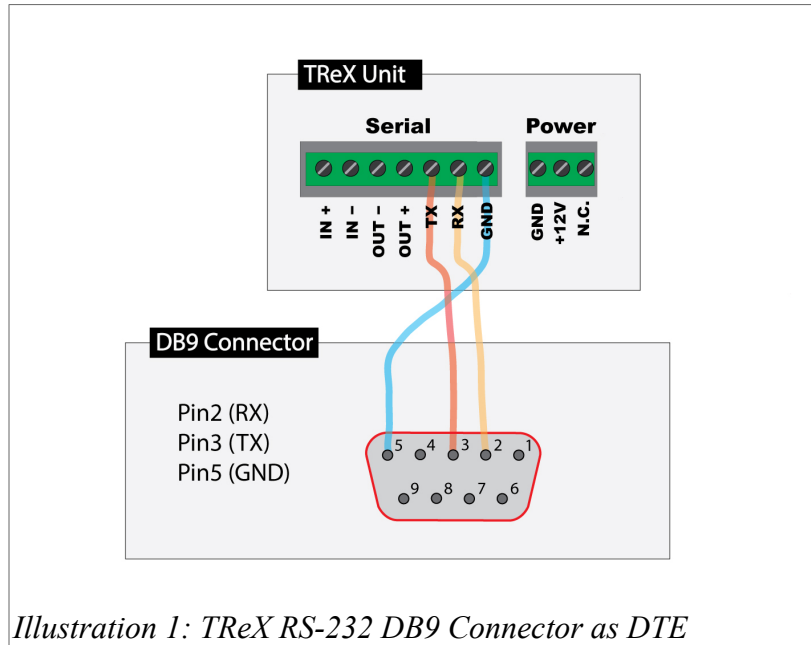 TReX Unit
Serial Power
IN + IN – OUT – OUT + TX RX GND GND +12V N.C.
DB9 Connector
Pin2 (RX)
Pin3 (TX)
Pin5 (GND)
5 4 3 2 1
9 8 7 6
Illustration 1: TReX RS-232 DB9 Connector as DTE